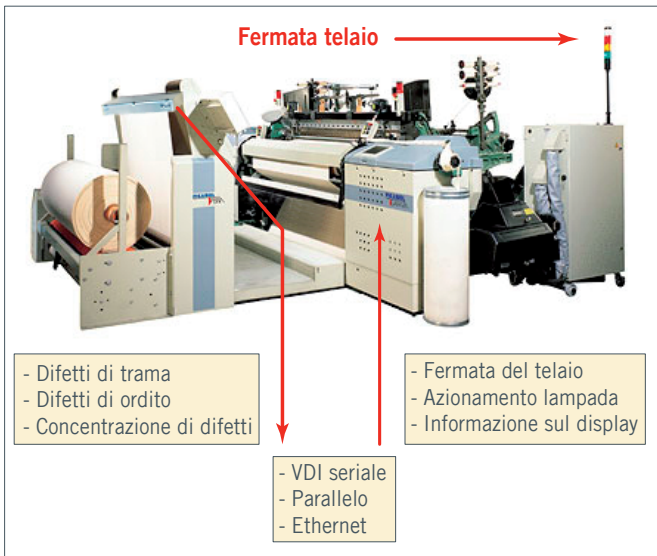 Fermata telaio
- Difetti di trama
- Difetti di ordito
- Concentrazione di difetti
- Fermata del telaio
- Azionamento lampada
- Informazione sul display
- VDI seriale
- Parallelo
- Ethernet